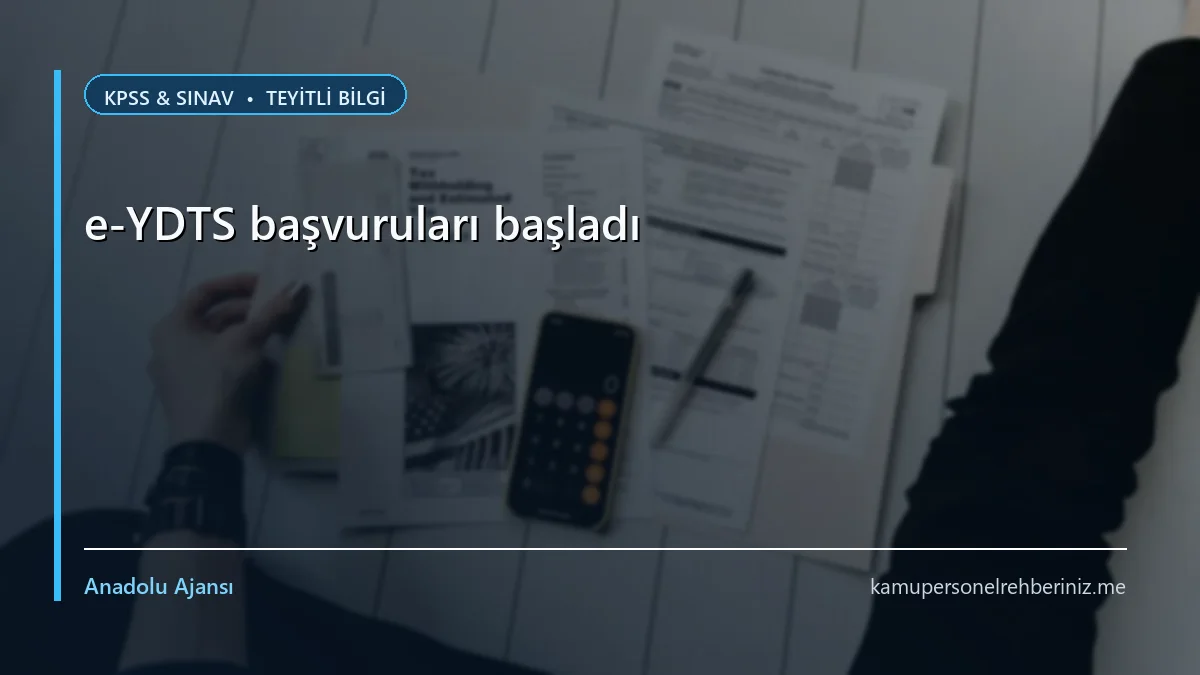 KPSS & SINAV • TEYİTLİ BİLGİ
e-YDTS başvuruları başladı
Anadolu Ajansı
kamupersonelrehberiniz.me